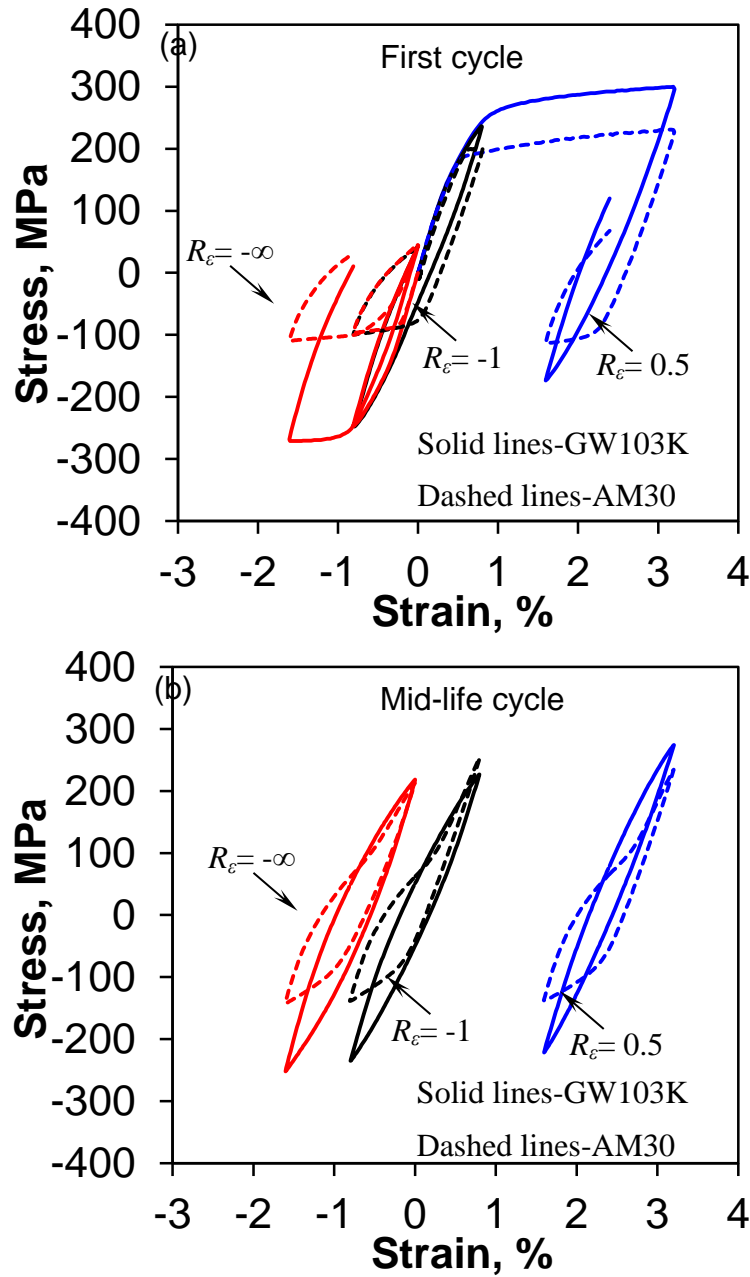 (a)
First cycle
400
300
200
100
0
-100
-200
-300
-400
Stress, MPa
Rε= -∞
Rε= -1
Rε= 0.5
Solid lines-GW103K
Dashed lines-AM30
-3 -2 -1 0 1 2 3 4
Strain, %
(b)
Mid-life cycle
400
300
200
100
0
-100
-200
-300
-400
Stress, MPa
Rε= -∞
Rε= -1
Rε= 0.5
Solid lines-GW103K
Dashed lines-AM30
-3 -2 -1 0 1 2 3 4
Strain, %